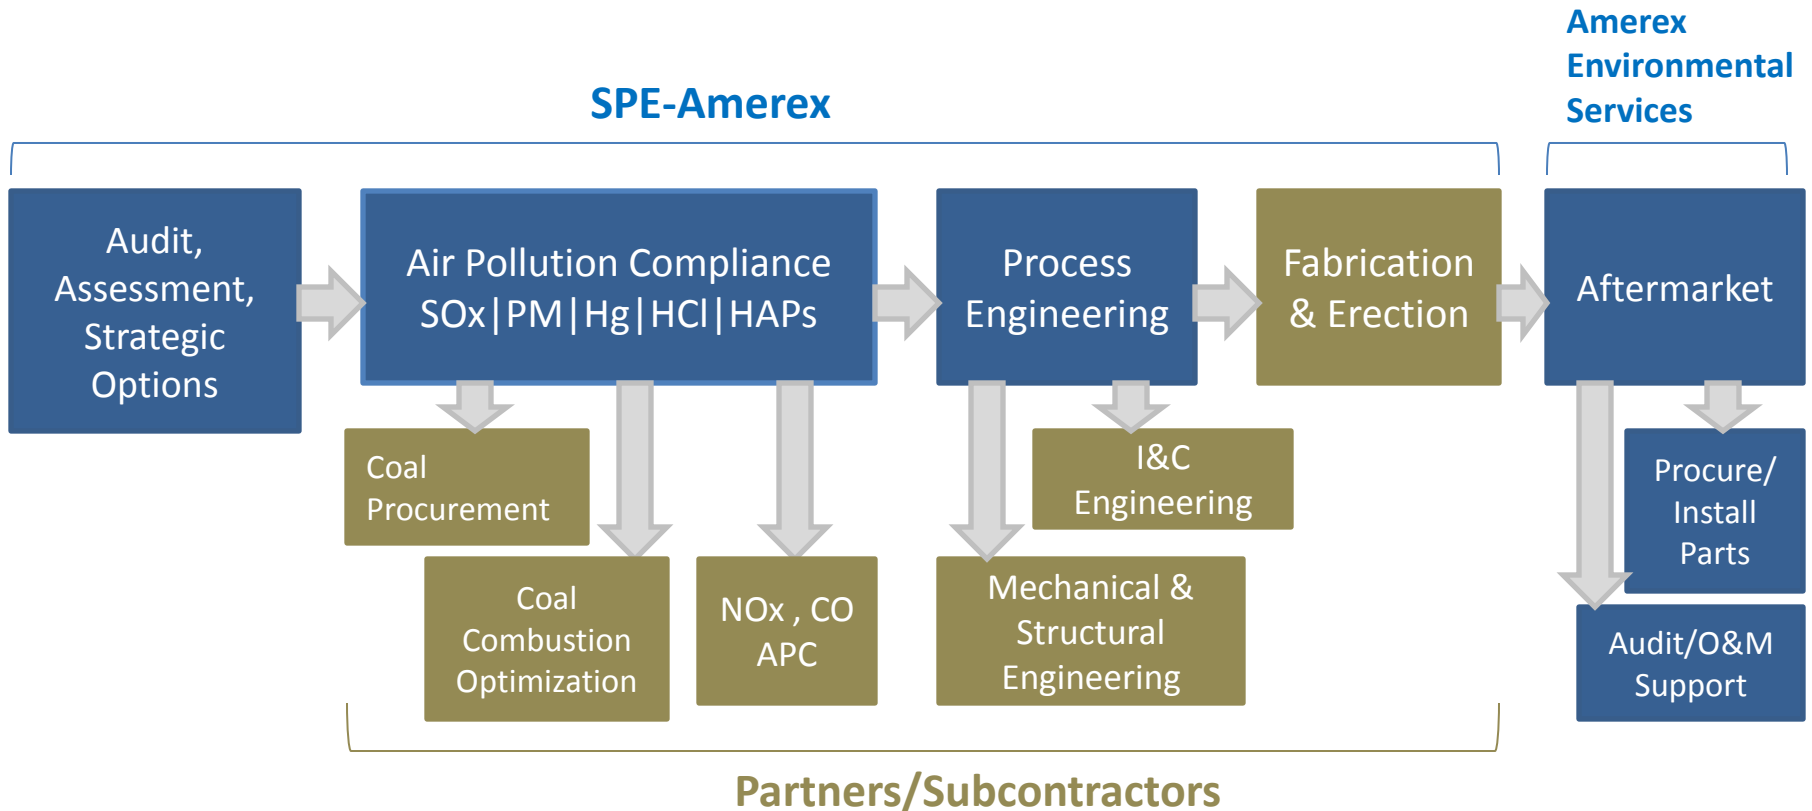 Amerex
Environmental
Services
SPE-Amerex
Audit,
Assessment,
Strategic
Options
Air Pollution Compliance
SOx|PM|Hg|HCl|HAPs
Process
Engineering
Fabrication
& Erection
Aftermarket
Coal
Procurement
I&C
Engineering
Procure/
Install
Parts
Coal
Combustion
Optimization
NOx , CO
APC
Mechanical &
Structural
Engineering
Audit/O&M
Support
Partners/Subcontractors